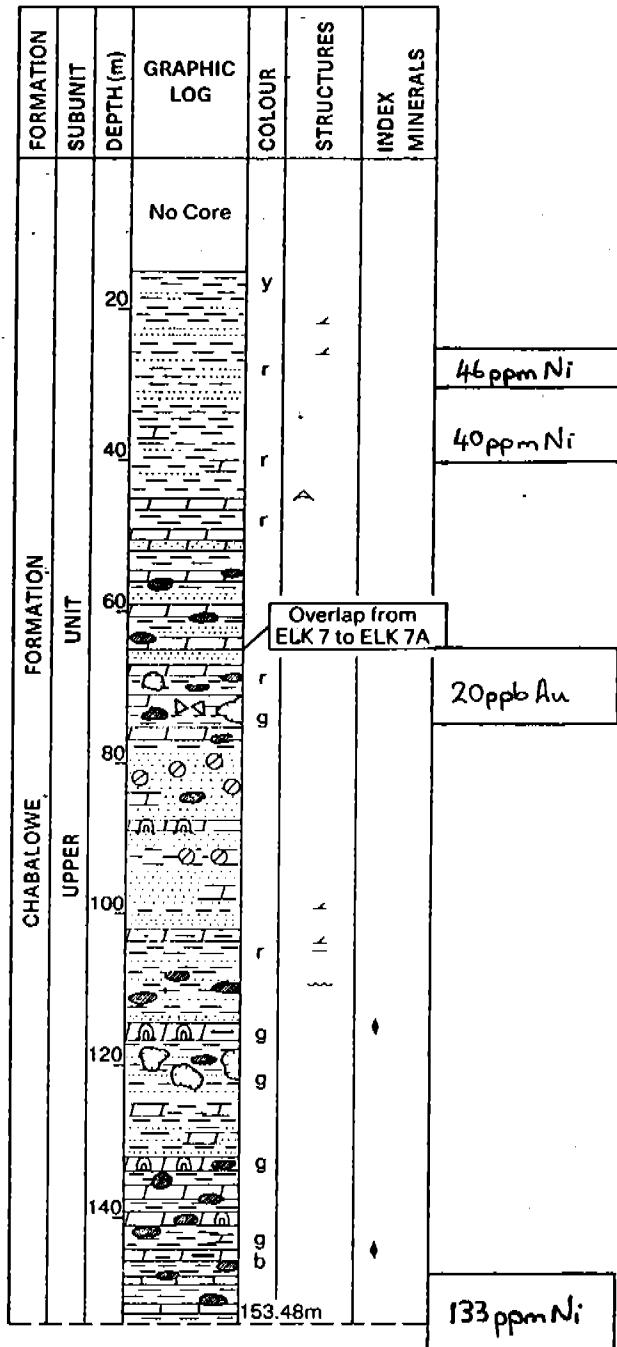 FORMATION
SUBUNIT
DEPTH (m)
GRAPHIC
LOG
COLOUR
STRUCTURES
INDEX
MINERALS
No Core
y
20
r
46ppm Ni
40ppm Ni
40
r
r
60
Overlap from
ELK 7 to ELK 7A
CHABALOWE FORMATION
UPPER UNIT
r
20ppb Au
g
80
100
r
g
120
g
g
140
g
b
153.48m
133ppm Ni